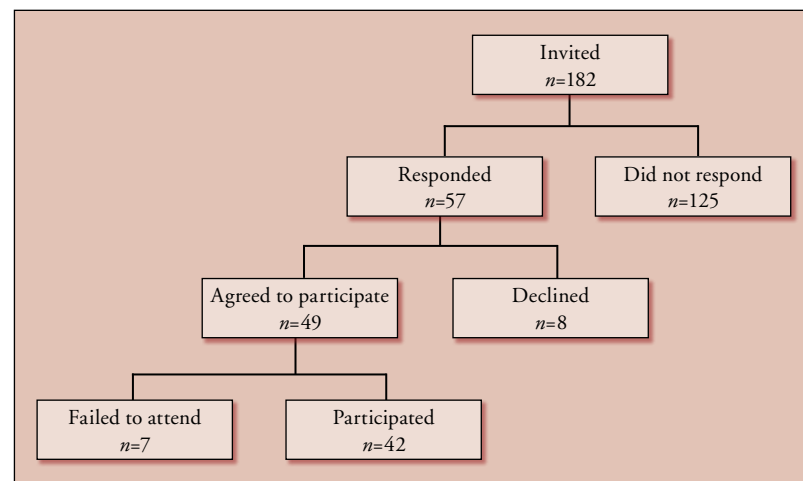 Invited
n=182
Responded
n=57
Did not respond
n=125
Agreed to participate
n=49
Declined
n=8
Failed to attend
n=7
Participated
n=42